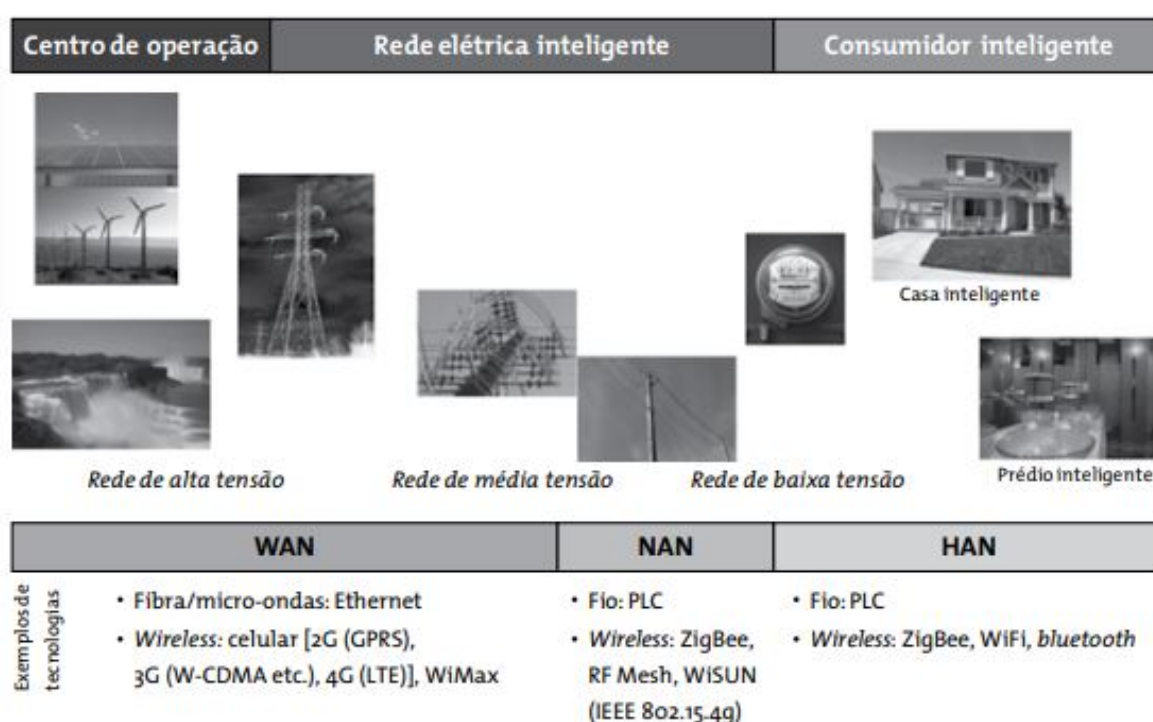 Centro de operação
Rede elétrica inteligente
Consumidor inteligente
Casa inteligente
Prédio inteligente
Rede de alta tensão
Rede de média tensão
Rede de baixa tensão
WAN
NAN
HAN
Exemplos de
tecnologias
• Fibra/micro-ondas: Ethernet
• Wireless: celular [2G (GPRS),
3G (W-CDMA etc.), 4G (LTE)], WiMax
• Fio: PLC
• Wireless: ZigBee,
RF Mesh, WiSUN
(IEEE 802.15.4g)
• Fio: PLC
• Wireless: ZigBee, WiFi, bluetooth